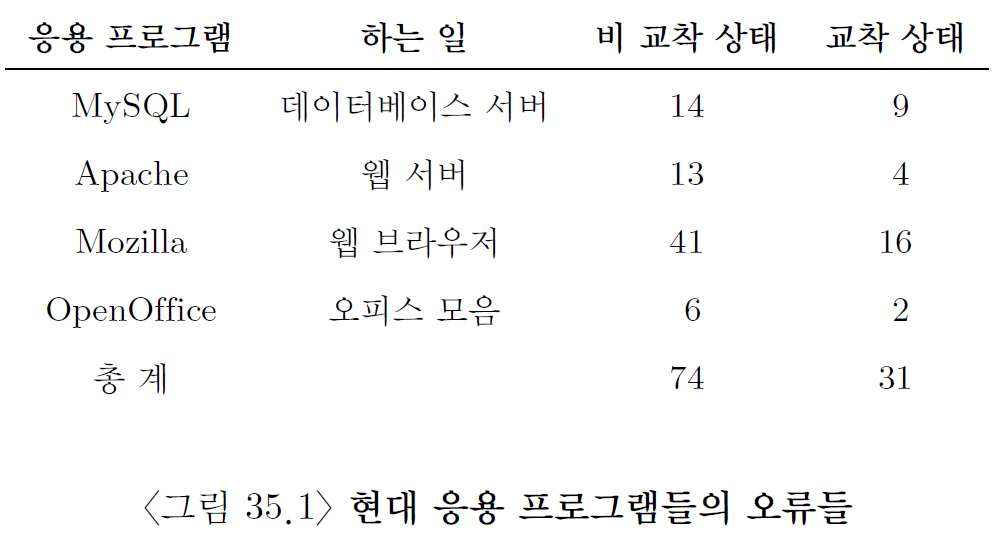 응용 프로그램 하는 일 비 교착 상태 교착 상태
MySQL 데이터베이스 서버 14 9
Apache 웹 서버 13 4
Mozilla 웹 브라우저 41 16
OpenOffice 오피스 모음 6 2
총 계 74 31
〈그림 35.1〉 현대 응용 프로그램들의 오류들